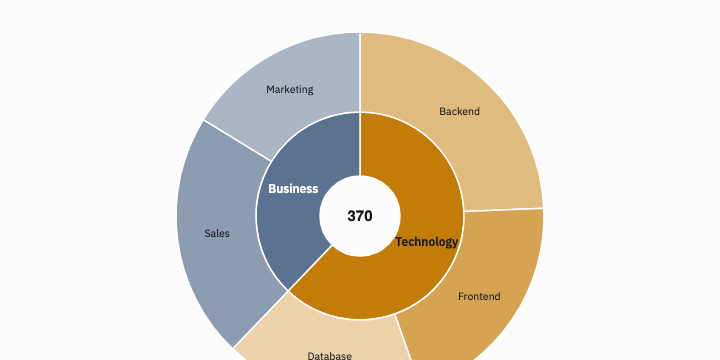 Marketing
Backend
Business
370
Sales
Technology
Frontend
Database